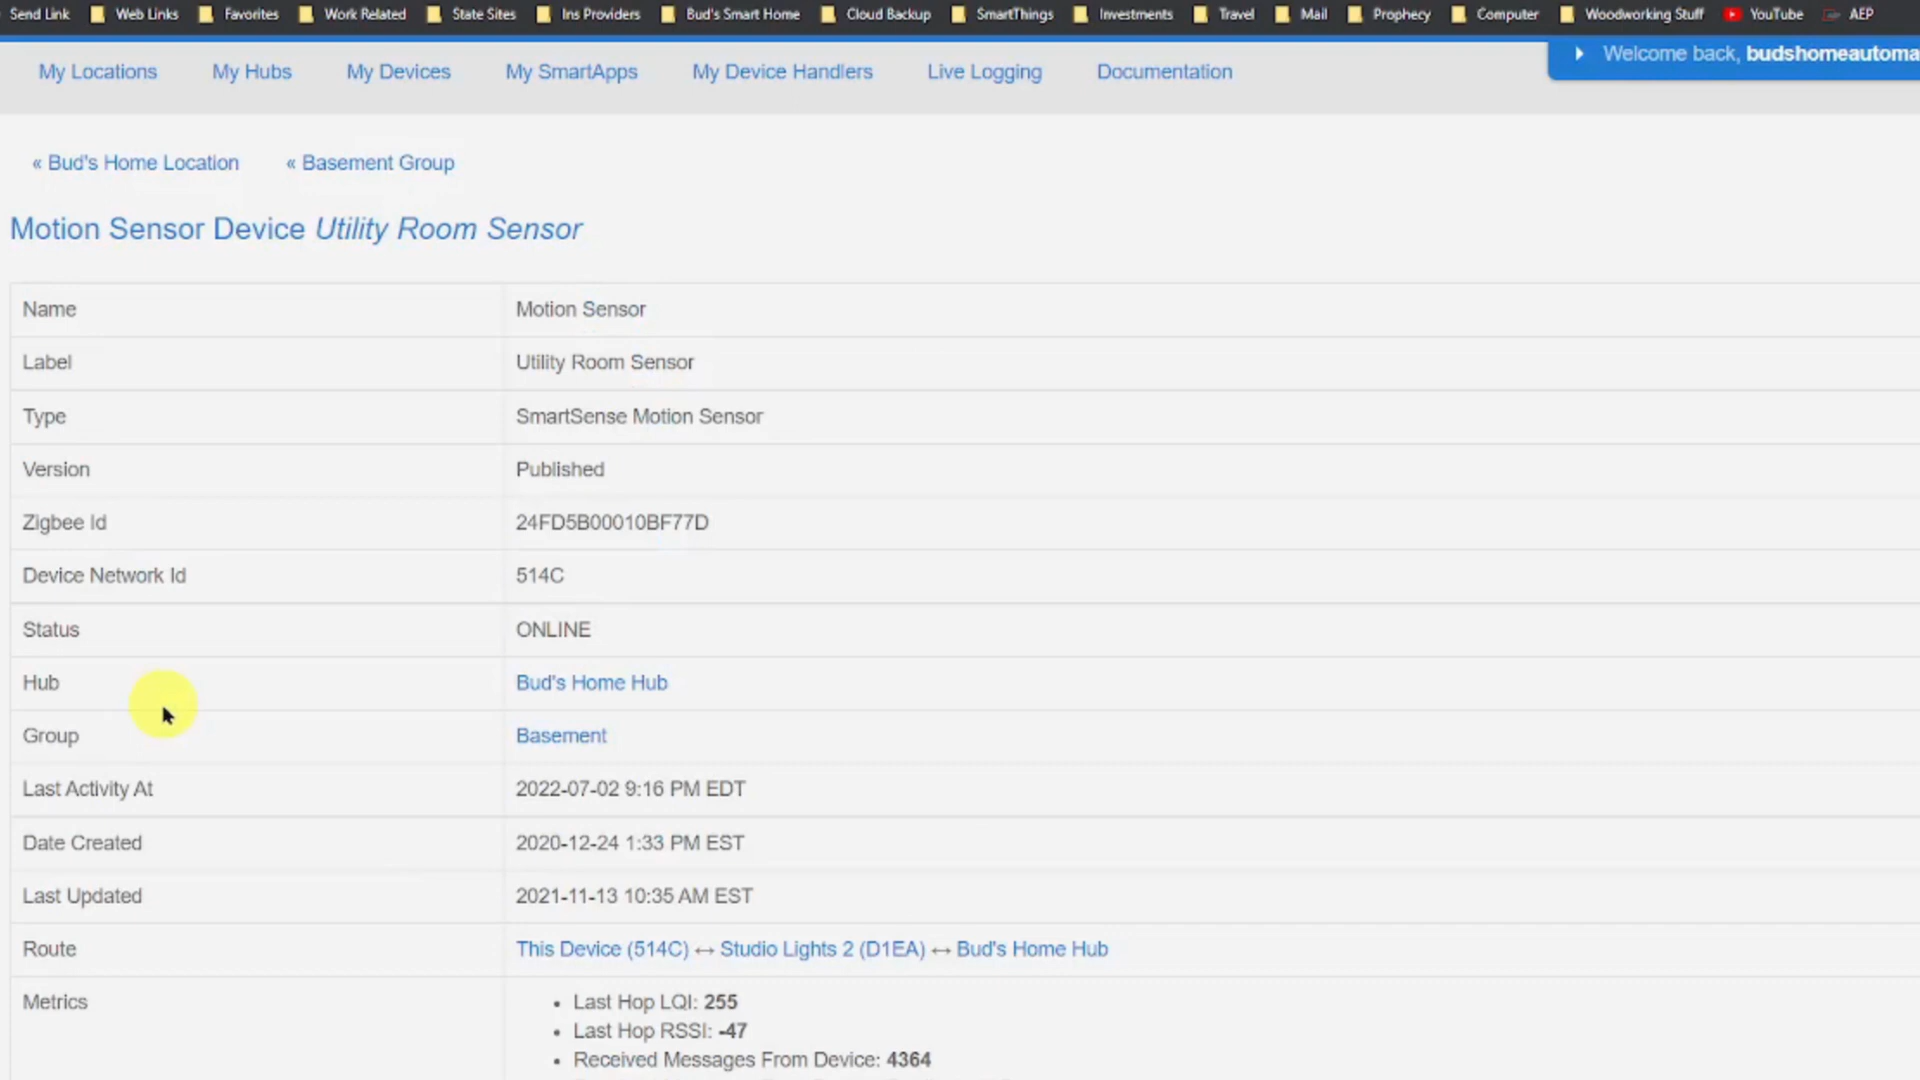 Send Link Web Links Favorites Work Related State Sites Ins Providers Bud's Smart Home Cloud Backup SmartThings Investments Travel Mail Prophecy Computer Woodworking Stuff YouTube AEP
My Locations My Hubs My Devices My SmartApps My Device Handlers Live Logging Documentation Welcome back, budshomeautoma
« Bud's Home Location « Basement Group
Motion Sensor Device Utility Room Sensor
Name Motion Sensor
Label Utility Room Sensor
Type SmartSense Motion Sensor
Version Published
Zigbee Id 24FD5B00010BF77D
Device Network Id 514C
Status ONLINE
Hub Bud's Home Hub
Group Basement
Last Activity At 2022-07-02 9:16 PM EDT
Date Created 2020-12-24 1:33 PM EST
Last Updated 2021-11-13 10:35 AM EST
Route This Device (514C) ↔ Studio Lights 2 (D1EA) ↔ Bud's Home Hub
Metrics • Last Hop LQI: 255
• Last Hop RSSI: -47
• Received Messages From Device: 4364